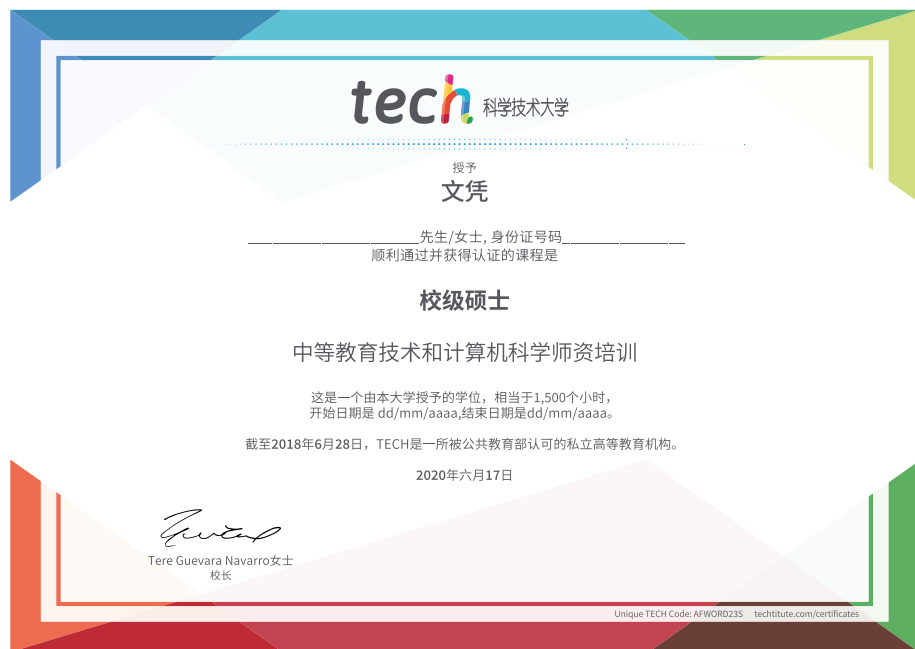 tech 科学技术大学
授予
文凭
______________________先生/女士, 身份证号码________________
顺利通过并获得认证的课程是
校级硕士
中等教育技术和计算机科学师资培训
这是一个由本大学授予的学位，相当于1,500个小时，
开始日期是 dd/mm/aaaa,结束日期是dd/mm/aaaa。
截至2018年6月28日，TECH是一所被公共教育部认可的私立高等教育机构。
2020年六月17日
Tere Guevara Navarro女士
校长
Unique TECH Code: AFWORD23S techtitute.com/certificates